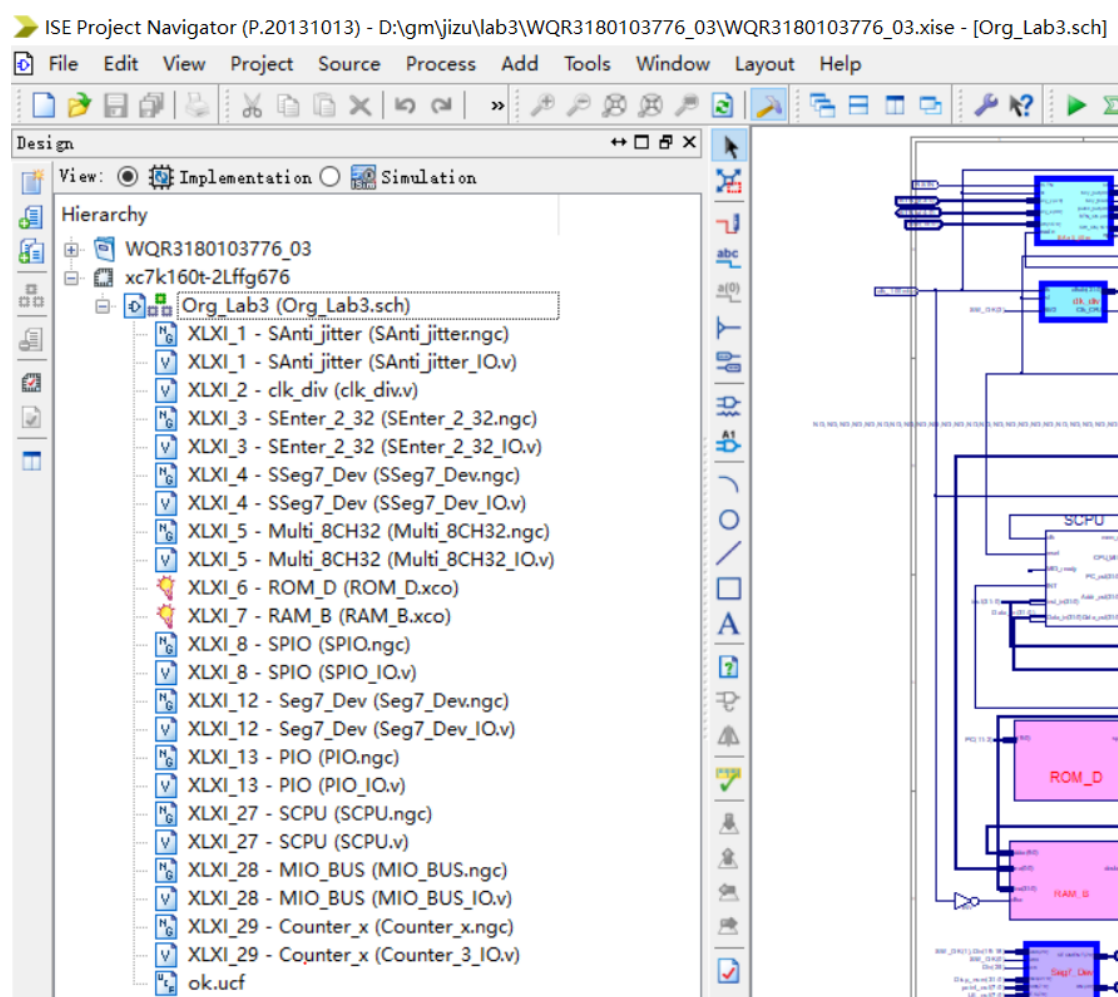 ISE Project Navigator (P.20131013) - D:\gm\jizu\lab3\WQR3180103776_03\WQR3180103776_03.xise - [Org_Lab3.sch]
File Edit View Project Source Process Add Tools Window Layout Help
Design
View: Implementation Simulation
Hierarchy
WQR3180103776_03
xc7k160t-2Lffg676
Org_Lab3 (Org_Lab3.sch)
XLXI_1 - SAnti_jitter (SAnti_jitter.ngc)
XLXI_1 - SAnti_jitter (SAnti_jitter_IO.v)
XLXI_2 - clk_div (clk_div.v)
XLXI_3 - SEnter_2_32 (SEnter_2_32.ngc)
XLXI_3 - SEnter_2_32 (SEnter_2_32_IO.v)
XLXI_4 - SSeg7_Dev (SSeg7_Dev.ngc)
XLXI_4 - SSeg7_Dev (SSeg7_Dev_IO.v)
XLXI_5 - Multi_8CH32 (Multi_8CH32.ngc)
XLXI_5 - Multi_8CH32 (Multi_8CH32_IO.v)
XLXI_6 - ROM_D (ROM_D.xco)
XLXI_7 - RAM_B (RAM_B.xco)
XLXI_8 - SPIO (SPIO.ngc)
XLXI_8 - SPIO (SPIO_IO.v)
XLXI_12 - Seg7_Dev (Seg7_Dev.ngc)
XLXI_12 - Seg7_Dev (Seg7_Dev_IO.v)
XLXI_13 - PIO (PIO.ngc)
XLXI_13 - PIO (PIO_IO.v)
XLXI_27 - SCPU (SCPU.ngc)
XLXI_27 - SCPU (SCPU.v)
XLXI_28 - MIO_BUS (MIO_BUS.ngc)
XLXI_28 - MIO_BUS (MIO_BUS_IO.v)
XLXI_29 - Counter_x (Counter_x.ngc)
XLXI_29 - Counter_x (Counter_3_IO.v)
ok.ucf
abc
a(0)
A1
A
clk_div
SCPU
ROM_D
RAM_B
Seg7_Dev